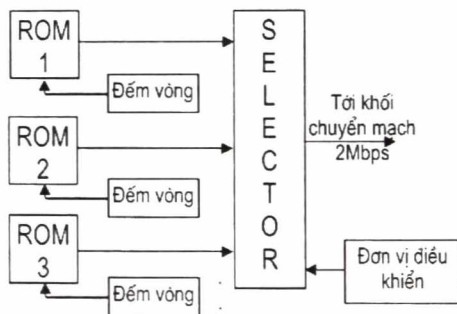 ROM
1
Đếm vòng
ROM
2
Đếm vòng
ROM
3
Đếm vòng
S
E
L
E
C
T
O
R
Tới khối
chuyển mạch
2Mbps
Đơn vị điều
khiển